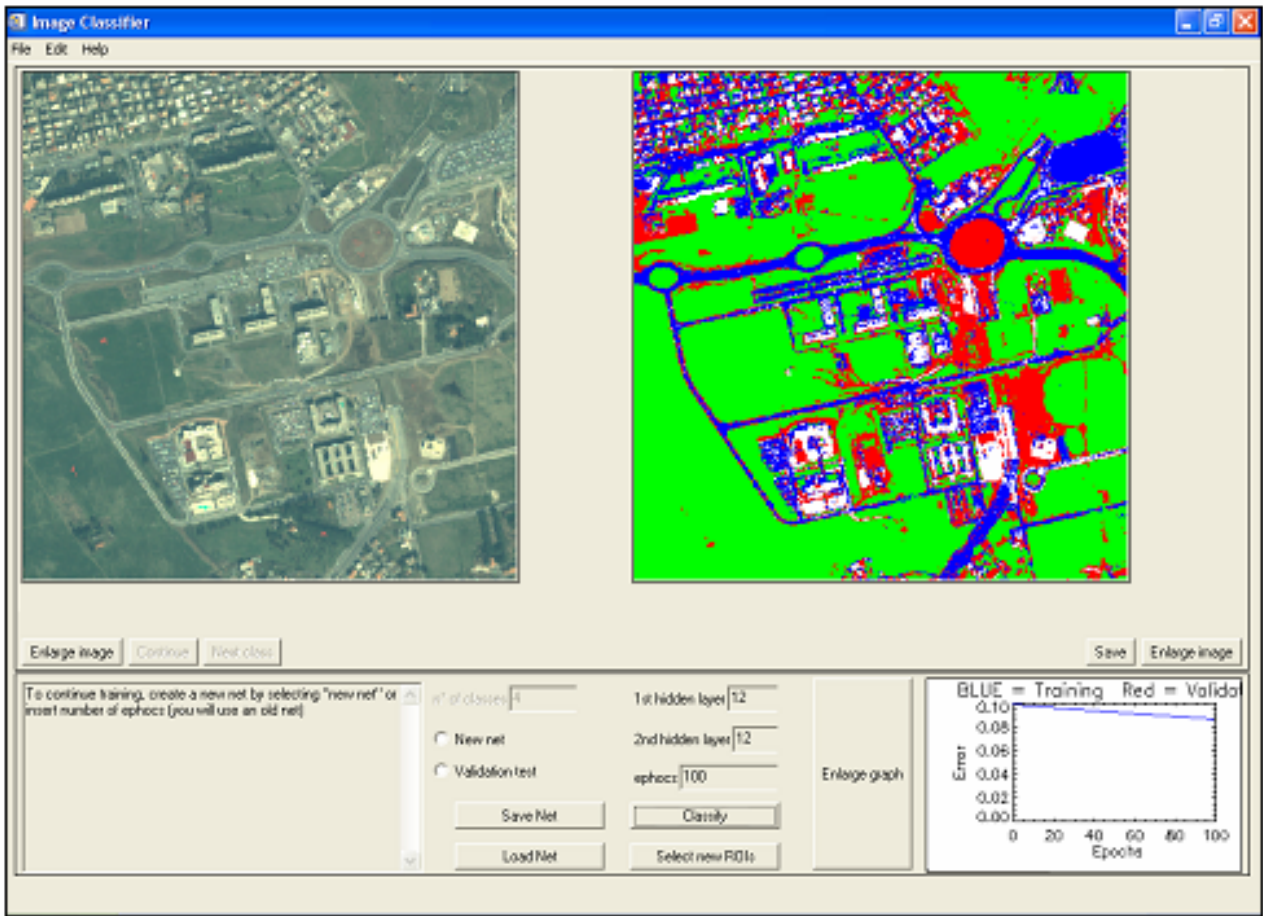 Image Classifier
File Edit Help
Enlarge image
Continue
Next class
Save
Enlarge image
To continue training, create a new net by selecting "new net" or
insert number of ephocs (you will use an old net)
n° of classes 4
New net
Validation test
Save Net
Load Net
1st hidden layer 12
2nd hidden layer 12
ephocs 100
Classify
Select new ROIs
Enlarge graph
BLUE = Training Red = Validat
0.10
0.08
0.06
0.04
0.02
0.00
Error
0 20 40 60 80 100
Epochs